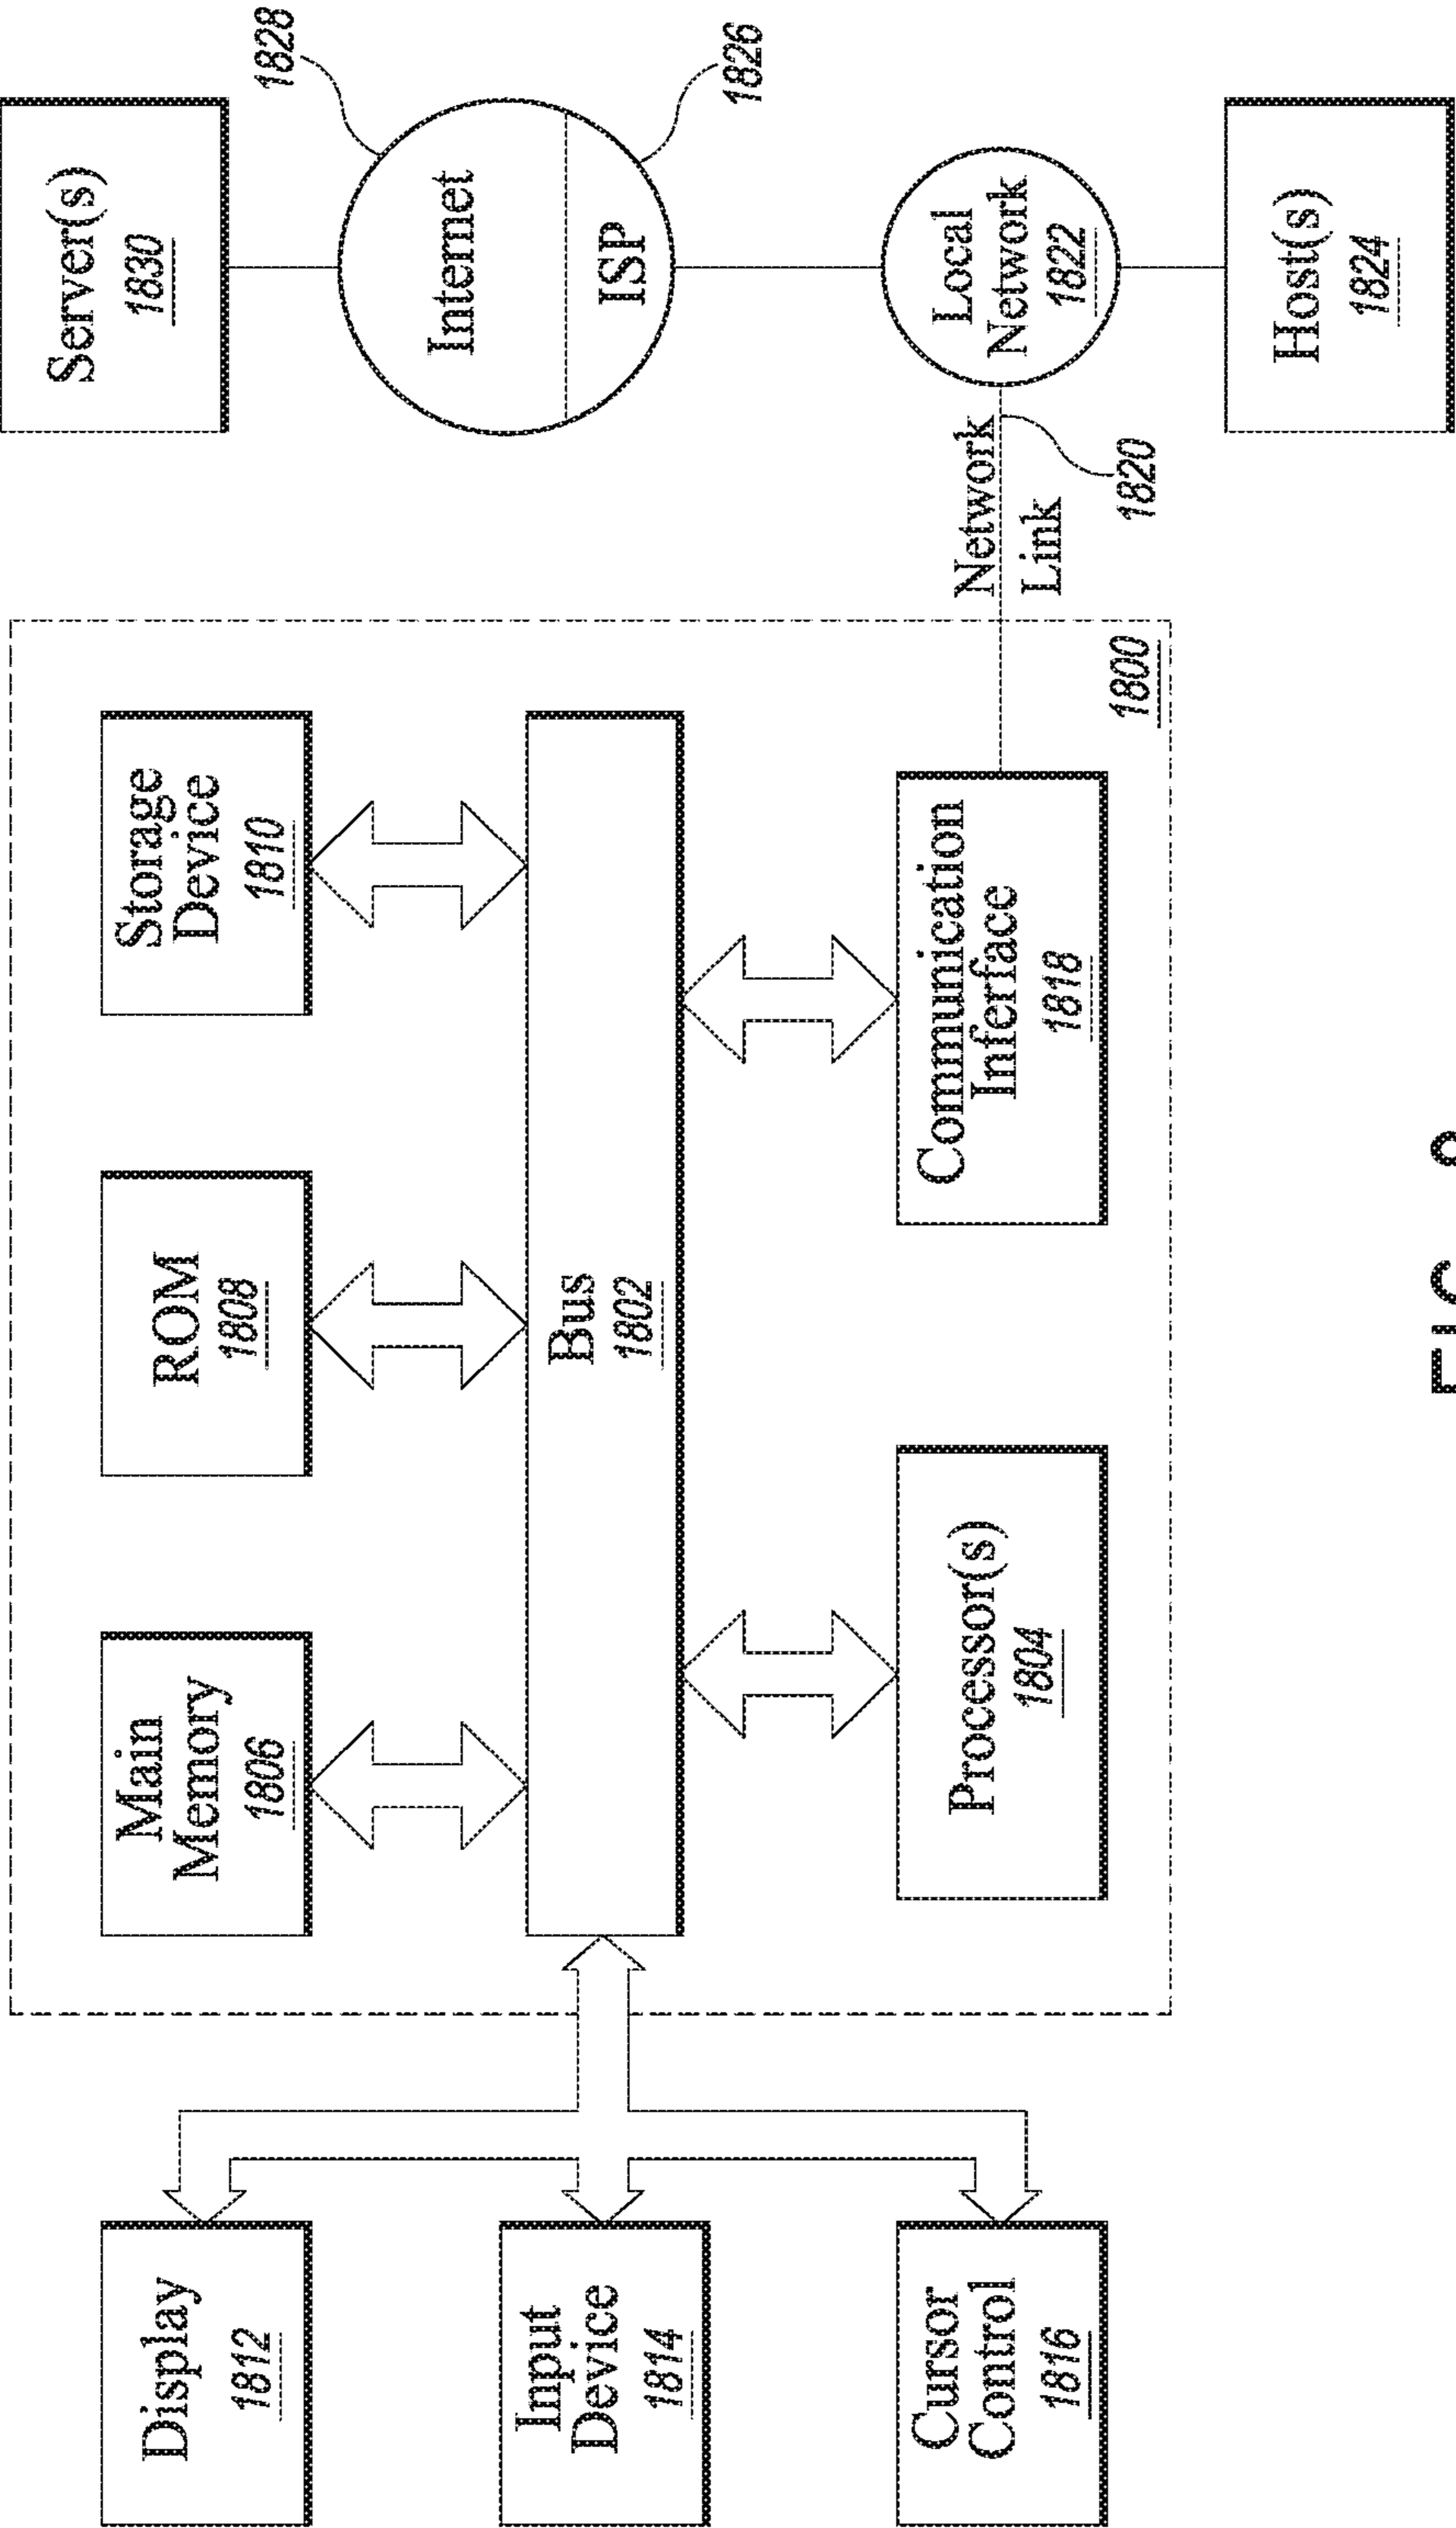 Display
1812
Input
Device
1814
Cursor
Control
1816
Main
Memory
1806
ROM
1808
Storage
Device
1810
Bus
1802
Processor(s)
1804
Communication
Inferface
1818
1800
Network
Link
1820
Server(s)
1830
1828
Internet
ISP
1826
Local
Network
1822
Host(s)
1824